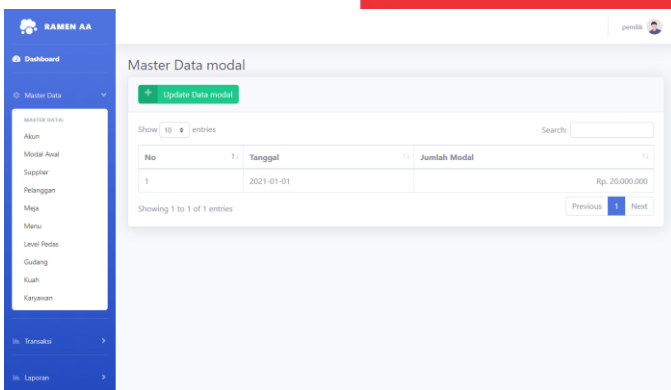 RAMEN AA
pemilik
Dashboard
Master Data
MASTER DATA:
Akun
Modal Awal
Supplier
Pelanggan
Meja
Menu
Level Pedas
Gudang
Kuah
Karyawan
Transaksi
Laporan
Master Data modal
+ Update Data modal
Show 10 entries
Search:
No Tanggal Jumlah Modal
1 2021-01-01 Rp. 20.000.000
Showing 1 to 1 of 1 entries
Previous 1 Next